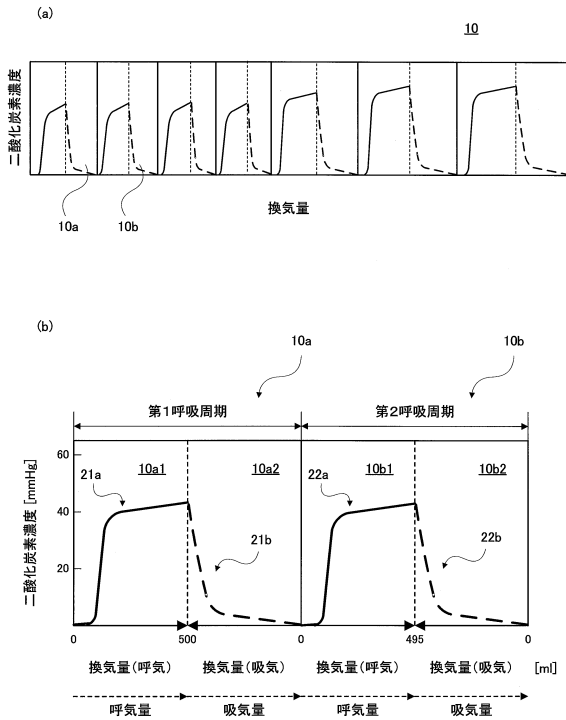 (a)
10
二酸化炭素濃度
10a
10b
換気量
(b)
10a
10b
第1呼吸周期
第2呼吸周期
二酸化炭素濃度 [mmHg]
60
40
20
21a
10a1
10a2
21b
22a
10b1
10b2
22b
0
500
0
495
0
換気量(呼気)
換気量(吸気)
換気量(呼気)
換気量(吸気)
[ml]
呼気量
吸気量
呼気量
吸気量